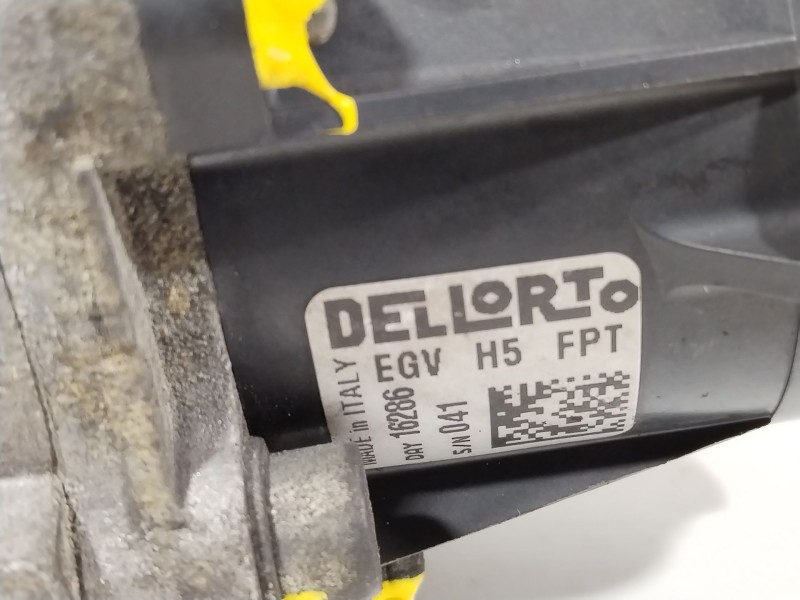 DELLORTO
EGV H5 FPT
MADE in ITALY
DAY 16286
S/N 041